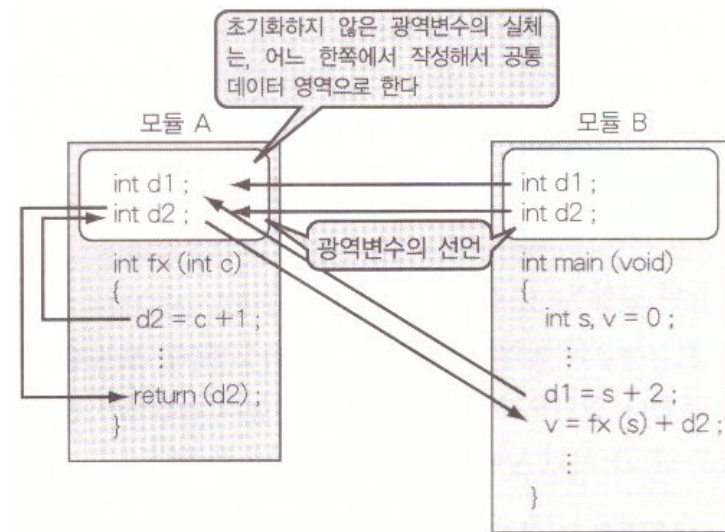 초기화하지 않은 광역변수의 실체
는, 어느 한쪽에서 작성해서 공통
데이터 영역으로 한다
모듈 A
int d1 ;
int d2 ;
int fx (int c)
{
d2 = c +1 ;
⋮
return (d2) ;
}
광역변수의 선언
모듈 B
int d1 ;
int d2 ;
int main (void)
{
int s, v = 0 ;
⋮
d1 = s + 2 ;
v = fx (s) + d2 ;
⋮
}